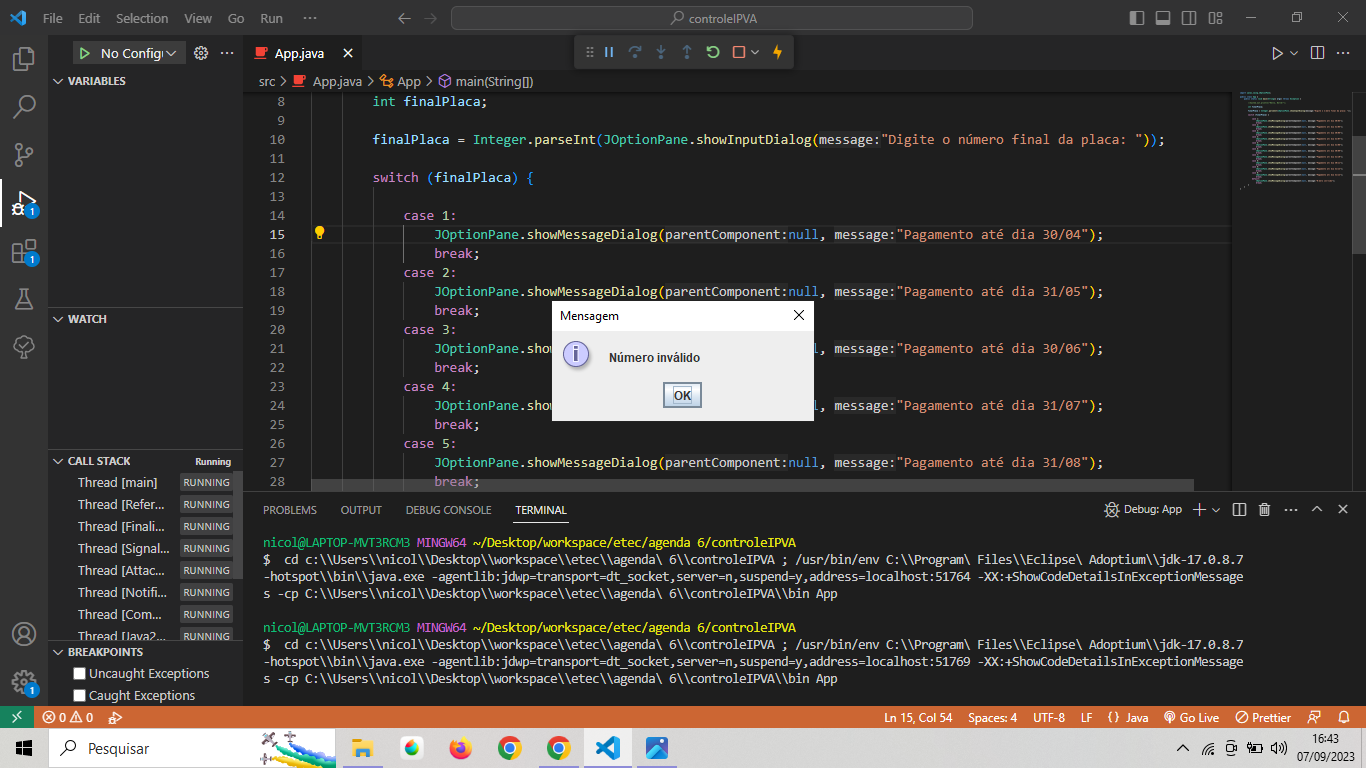 File Edit Selection View Go Run ···
controleIPVA
No Config
App.java
src > App.java > App > main(String[])
VARIABLES
WATCH
CALL STACK Running
Thread [main] RUNNING
Thread [Refer... RUNNING
Thread [Finali... RUNNING
Thread [Signal... RUNNING
Thread [Attac... RUNNING
Thread [Notifi... RUNNING
Thread [Com... RUNNING
Thread [Java2... RUNNING
BREAKPOINTS
Uncaught Exceptions
Caught Exceptions
1
1
1
8 int finalPlaca;
9
10 finalPlaca = Integer.parseInt(JOptionPane.showInputDialog(message:"Digite o número final da placa: "));
11
12 switch (finalPlaca) {
13
14 case 1:
15 JOptionPane.showMessageDialog(parentComponent:null, message:"Pagamento até dia 30/04");
16 break;
17 case 2:
18 JOptionPane.showMessageDialog(parentComponent:null, message:"Pagamento até dia 31/05");
19 break;
20 case 3:
21 JOptionPane.show l, message:"Pagamento até dia 30/06");
22 break;
23 case 4:
24 JOptionPane.show l, message:"Pagamento até dia 31/07");
25 break;
26 case 5:
27 JOptionPane.showMessageDialog(parentComponent:null, message:"Pagamento até dia 31/08");
28 break;
Mensagem
Número inválido
OK
PROBLEMS OUTPUT DEBUG CONSOLE TERMINAL
Debug: App
nicol@LAPTOP-MVT3RCM3 MINGW64 ~/Desktop/workspace/etec/agenda 6/controleIPVA
$ cd c:\\Users\\nicol\\Desktop\\workspace\\etec\\agenda\ 6\\controleIPVA ; /usr/bin/env C:\\Program\ Files\\Eclipse\ Adoptium\\jdk-17.0.8.7
-hotspot\\bin\\java.exe -agentlib:jdwp=transport=dt_socket,server=n,suspend=y,address=localhost:51764 -XX:+ShowCodeDetailsInExceptionMessage
s -cp C:\\Users\\nicol\\Desktop\\workspace\\etec\\agenda\ 6\\controleIPVA\\bin App
nicol@LAPTOP-MVT3RCM3 MINGW64 ~/Desktop/workspace/etec/agenda 6/controleIPVA
$ cd c:\\Users\\nicol\\Desktop\\workspace\\etec\\agenda\ 6\\controleIPVA ; /usr/bin/env C:\\Program\ Files\\Eclipse\ Adoptium\\jdk-17.0.8.7
-hotspot\\bin\\java.exe -agentlib:jdwp=transport=dt_socket,server=n,suspend=y,address=localhost:51769 -XX:+ShowCodeDetailsInExceptionMessage
s -cp C:\\Users\\nicol\\Desktop\\workspace\\etec\\agenda\ 6\\controleIPVA\\bin App
0 0
Ln 15, Col 54 Spaces: 4 UTF-8 LF {} Java Go Live Prettier
Pesquisar
16:43
07/09/2023